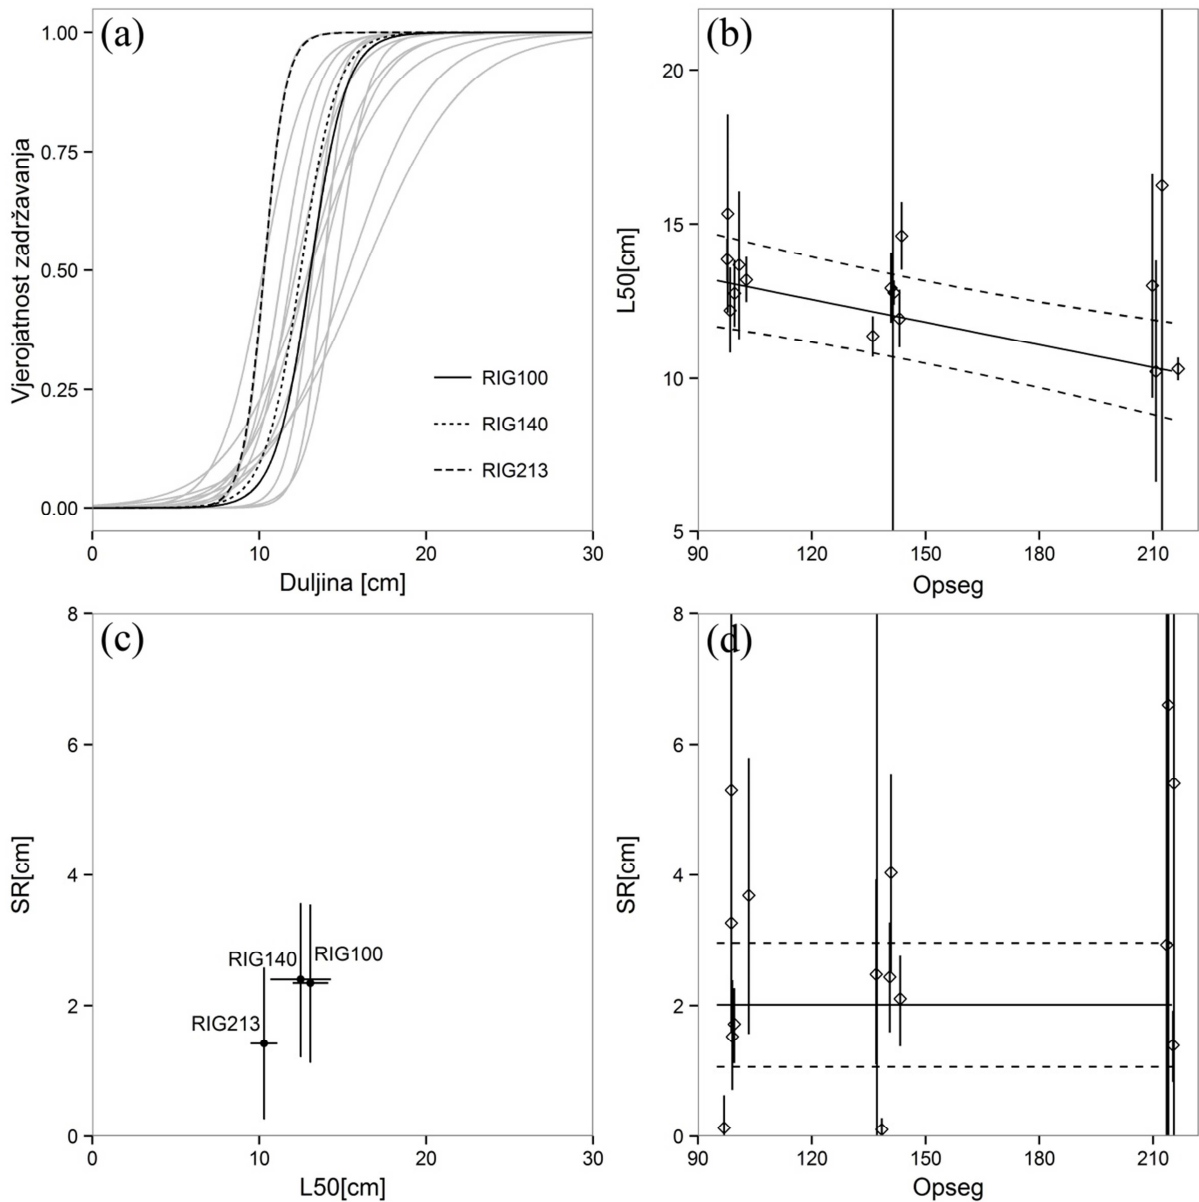 (a)
1.00
0.75
0.50
0.25
0.00
Vjerojatnost zadržavanja
RIG100
RIG140
RIG213
0 10 20 30
Duljina [cm]
(b)
20
15
10
5
L50[cm]
90 120 150 180 210
Opseg
(c)
8
6
4
2
0
SR[cm]
RIG140
RIG100
RIG213
0 10 20 30
L50[cm]
(d)
8
6
4
2
0
SR[cm]
90 120 150 180 210
Opseg